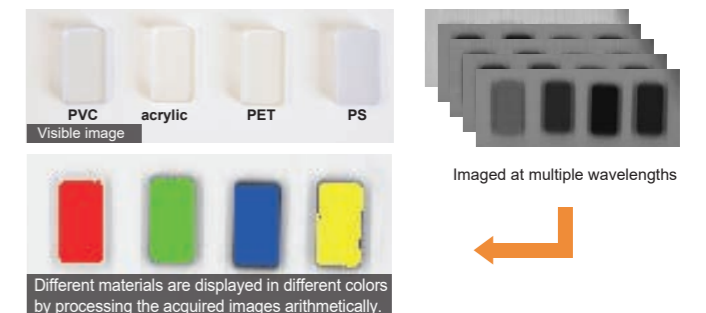 PVC acrylic PET PS
Visible image
Imaged at multiple wavelengths
Different materials are displayed in different colors
by processing the acquired images arithmetically.